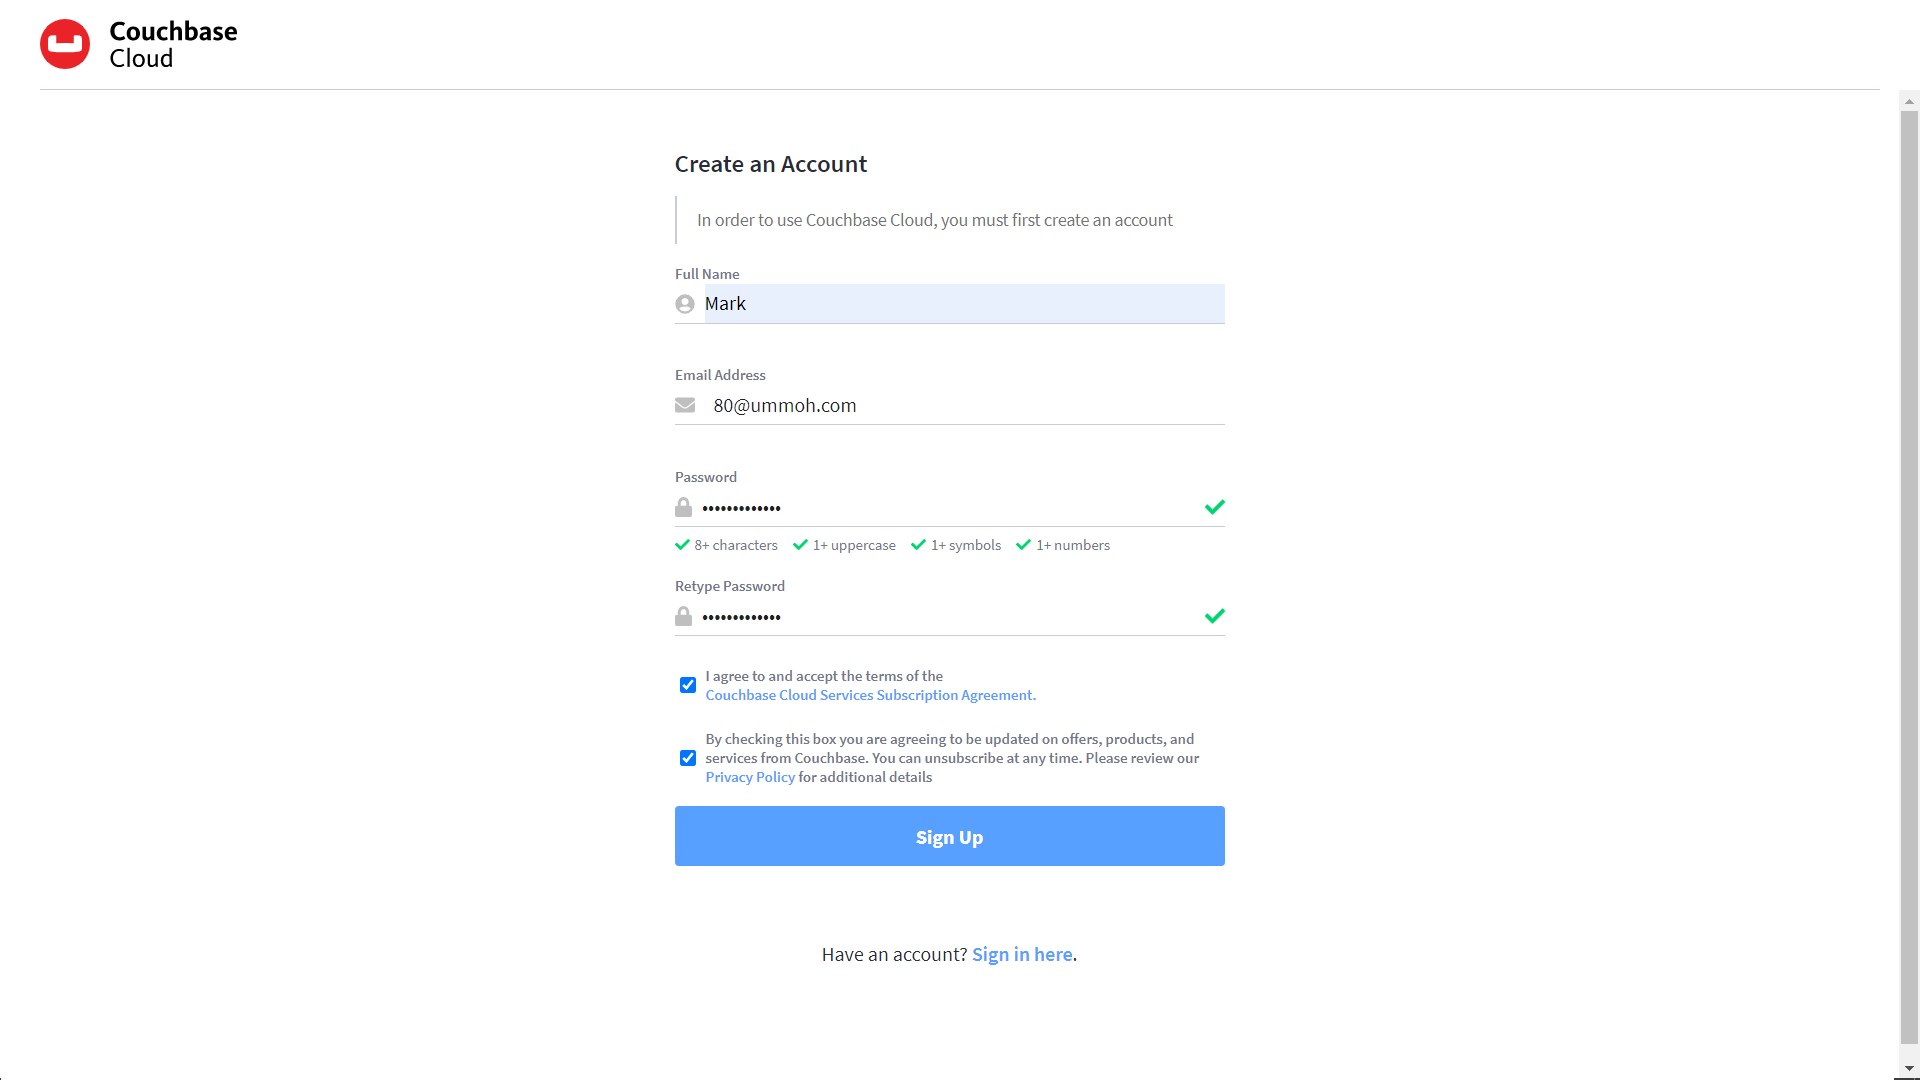 Couchbase
Cloud
Create an Account
In order to use Couchbase Cloud, you must first create an account
Full Name
Mark
Email Address
80@ummoh.com
Password
•••••••••••••
8+ characters 1+ uppercase 1+ symbols 1+ numbers
Retype Password
•••••••••••••
I agree to and accept the terms of the
Couchbase Cloud Services Subscription Agreement.
By checking this box you are agreeing to be updated on offers, products, and
services from Couchbase. You can unsubscribe at any time. Please review our
Privacy Policy for additional details
Sign Up
Have an account? Sign in here.